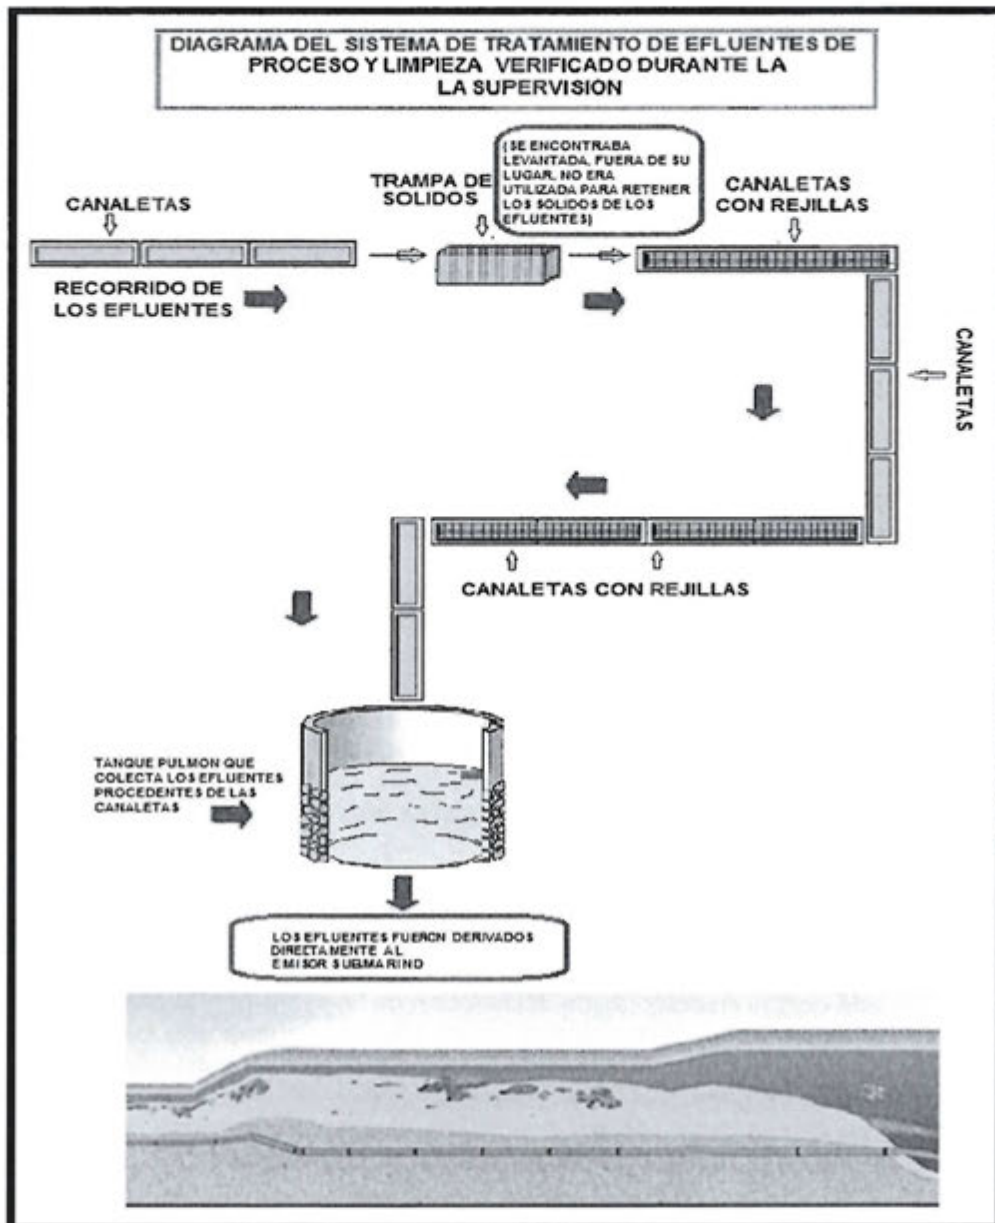 DIAGRAMA DEL SISTEMA DE TRATAMIENTO DE EFLUENTES DE
PROCESO Y LIMPIEZA VERIFICADO DURANTE LA
LA SUPERVISION
CANALETAS
TRAMPA DE
SOLIDOS
(SE ENCONTRABA
LEVANTADA, FUERA DE SU
LUGAR, NO ERA
UTILIZADA PARA RETENER
LOS SOLIDOS DE LOS
EFLUENTES)
CANALETAS
CON REJILLAS
RECORRIDO DE
LOS EFLUENTES
CANALETAS
CANALETAS CON REJILLAS
TANQUE PULMON QUE
COLECTA LOS EFLUENTES
PROCEDENTES DE LAS
CANALETAS
LOS EFLUENTES FUERON DERIVADOS
DIRECTAMENTE AL
EMISOR SUBMARINO